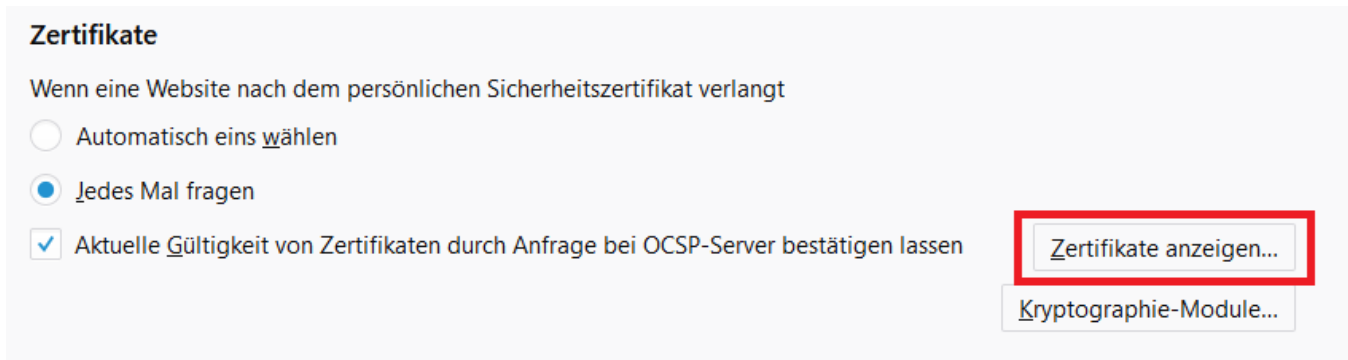 Zertifikate
Wenn eine Website nach dem persönlichen Sicherheitszertifikat verlangt
Automatisch eins wählen
Jedes Mal fragen
Aktuelle Gültigkeit von Zertifikaten durch Anfrage bei OCSP-Server bestätigen lassen
Zertifikate anzeigen...
Kryptographie-Module...